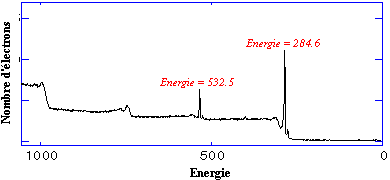 Energie = 284.6
Energie = 532.5
Nombre d'électrons
1000
500
0
Energie